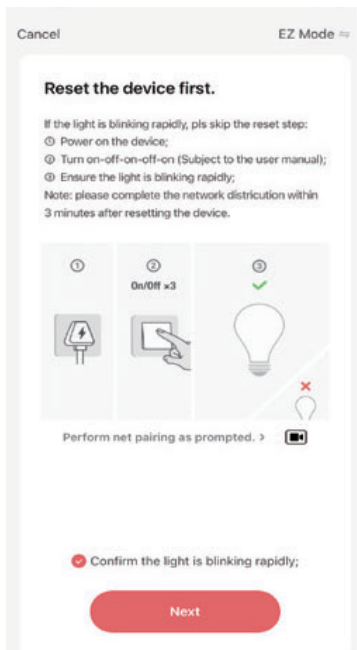 Cancel
EZ Mode ⇋
Reset the device first.
If the light is blinking rapidly, pls skip the reset step:
① Power on the device;
② Turn on-off-on-off-on (Subject to the user manual);
③ Ensure the light is blinking rapidly;
Note: please complete the network districution within
3 minutes after resetting the device.
① ② ③
On/Off ×3
Perform net pairing as prompted. >
Confirm the light is blinking rapidly;
Next